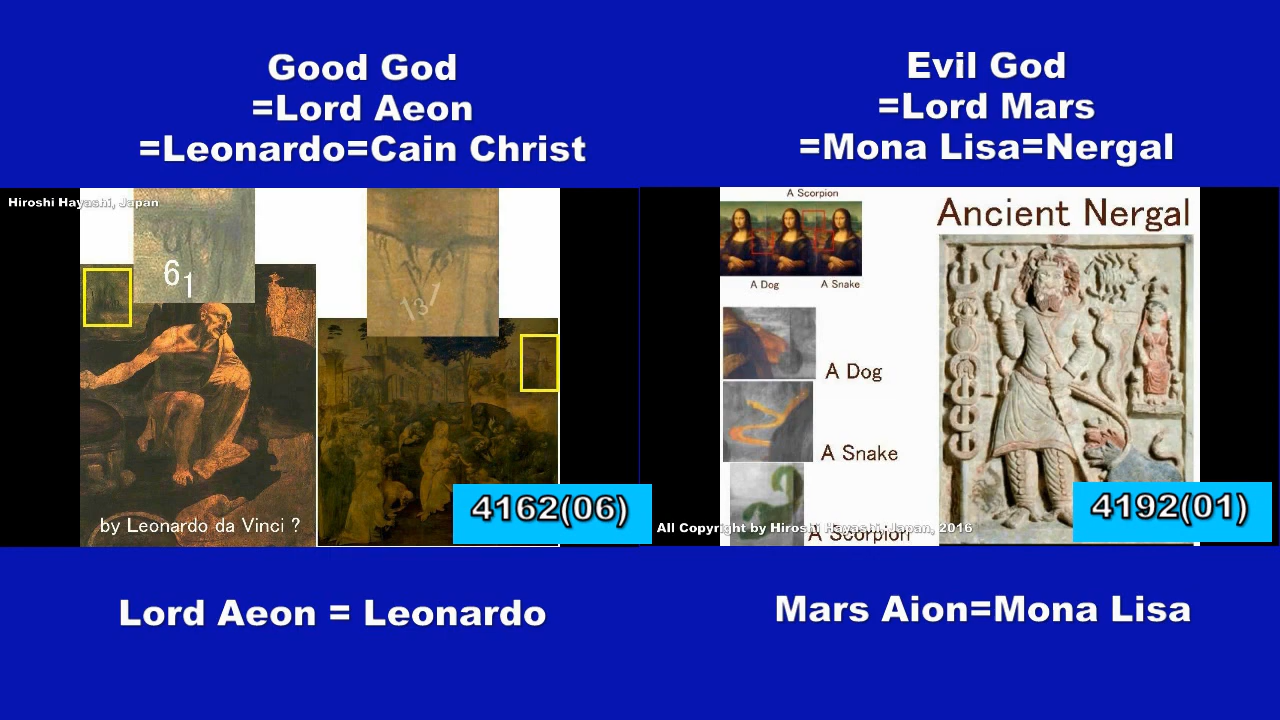 Good God
=Lord Aeon
=Leonardo=Cain Christ
Evil God
=Lord Mars
=Mona Lisa=Nergal
Hiroshi Hayashi, Japan
61
131
by Leonardo da Vinci ?
4162(06)
A Scorpion
A Dog
A Snake
Ancient Nergal
A Dog
A Snake
A Scorpion
All Copyright by Hiroshi Hayashi, Japan, 2016
4192(01)
Lord Aeon = Leonardo
Mars Aion=Mona Lisa